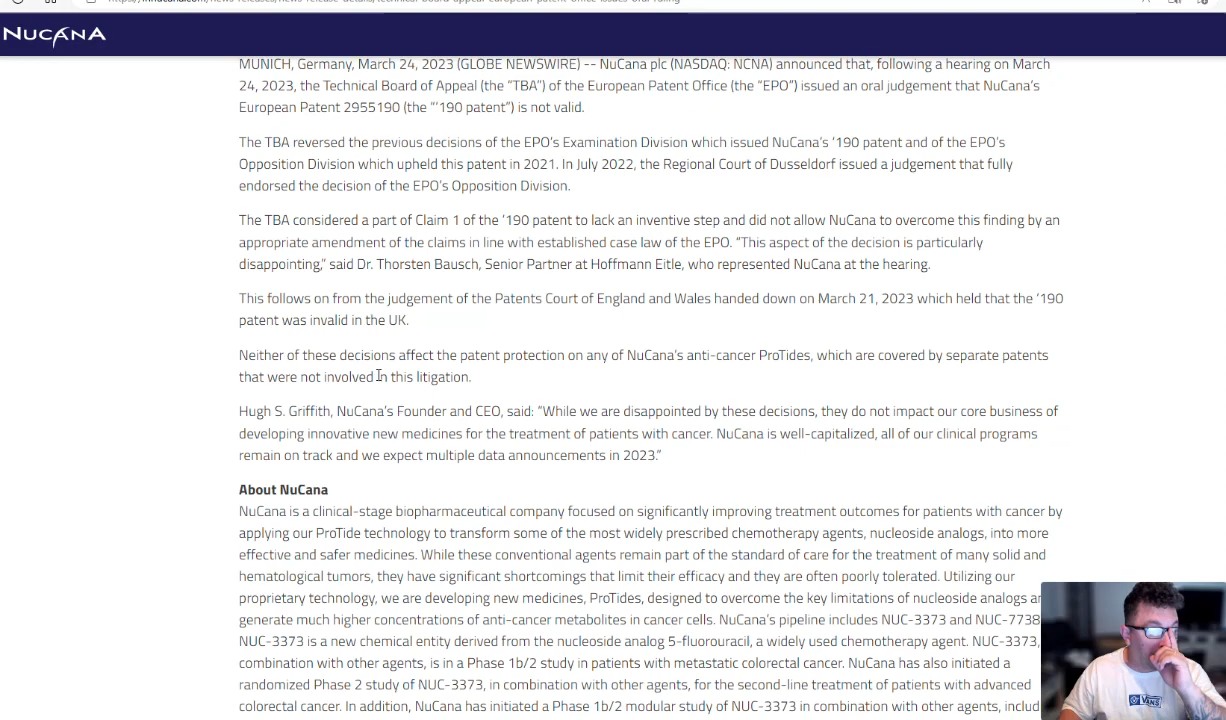 NUCANA
MUNICH, Germany, March 24, 2023 (GLOBE NEWSWIRE) -- NuCana plc (NASDAQ: NCNA) announced that, following a hearing on March
24, 2023, the Technical Board of Appeal (the “TBA”) of the European Patent Office (the “EPO”) issued an oral judgement that NuCana’s
European Patent 2955190 (the “‘190 patent”) is not valid.
The TBA reversed the previous decisions of the EPO’s Examination Division which issued NuCana’s ‘190 patent and of the EPO’s
Opposition Division which upheld this patent in 2021. In July 2022, the Regional Court of Dusseldorf issued a judgement that fully
endorsed the decision of the EPO’s Opposition Division.
The TBA considered a part of Claim 1 of the ‘190 patent to lack an inventive step and did not allow NuCana to overcome this finding by an
appropriate amendment of the claims in line with established case law of the EPO. “This aspect of the decision is particularly
disappointing,” said Dr. Thorsten Bausch, Senior Partner at Hoffmann Eitle, who represented NuCana at the hearing.
This follows on from the judgement of the Patents Court of England and Wales handed down on March 21, 2023 which held that the ‘190
patent was invalid in the UK.
Neither of these decisions affect the patent protection on any of NuCana’s anti-cancer ProTides, which are covered by separate patents
that were not involved in this litigation.
Hugh S. Griffith, NuCana’s Founder and CEO, said: “While we are disappointed by these decisions, they do not impact our core business of
developing innovative new medicines for the treatment of patients with cancer. NuCana is well-capitalized, all of our clinical programs
remain on track and we expect multiple data announcements in 2023.”
About NuCana
NuCana is a clinical-stage biopharmaceutical company focused on significantly improving treatment outcomes for patients with cancer by
applying our ProTide technology to transform some of the most widely prescribed chemotherapy agents, nucleoside analogs, into more
effective and safer medicines. While these conventional agents remain part of the standard of care for the treatment of many solid and
hematological tumors, they have significant shortcomings that limit their efficacy and they are often poorly tolerated. Utilizing our
proprietary technology, we are developing new medicines, ProTides, designed to overcome the key limitations of nucleoside analogs
generate much higher concentrations of anti-cancer metabolites in cancer cells. NuCana’s pipeline includes NUC-3373 and NUC-7738
NUC-3373 is a new chemical entity derived from the nucleoside analog 5-fluorouracil, a widely used chemotherapy agent. NUC-3373,
combination with other agents, is in a Phase 1b/2 study in patients with metastatic colorectal cancer. NuCana has also initiated a
randomized Phase 2 study of NUC-3373, in combination with other agents, for the second-line treatment of patients with advanced
colorectal cancer. In addition, NuCana has initiated a Phase 1b/2 modular study of NUC-3373 in combination with other agents, includ
VANS